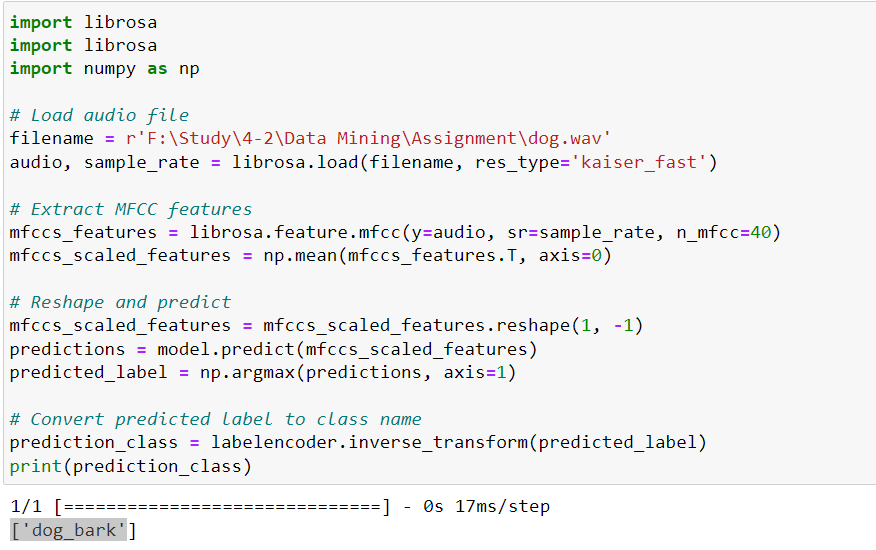 import librosa
import librosa
import numpy as np
# Load audio file
filename = r'F:\Study\4-2\Data Mining\Assignment\dog.wav'
audio, sample_rate = librosa.load(filename, res_type='kaiser_fast')
# Extract MFCC features
mfccs_features = librosa.feature.mfcc(y=audio, sr=sample_rate, n_mfcc=40)
mfccs_scaled_features = np.mean(mfccs_features.T, axis=0)
# Reshape and predict
mfccs_scaled_features = mfccs_scaled_features.reshape(1, -1)
predictions = model.predict(mfccs_scaled_features)
predicted_label = np.argmax(predictions, axis=1)
# Convert predicted label to class name
prediction_class = labelencoder.inverse_transform(predicted_label)
print(prediction_class)
1/1 [==============================] - 0s 17ms/step
['dog_bark']